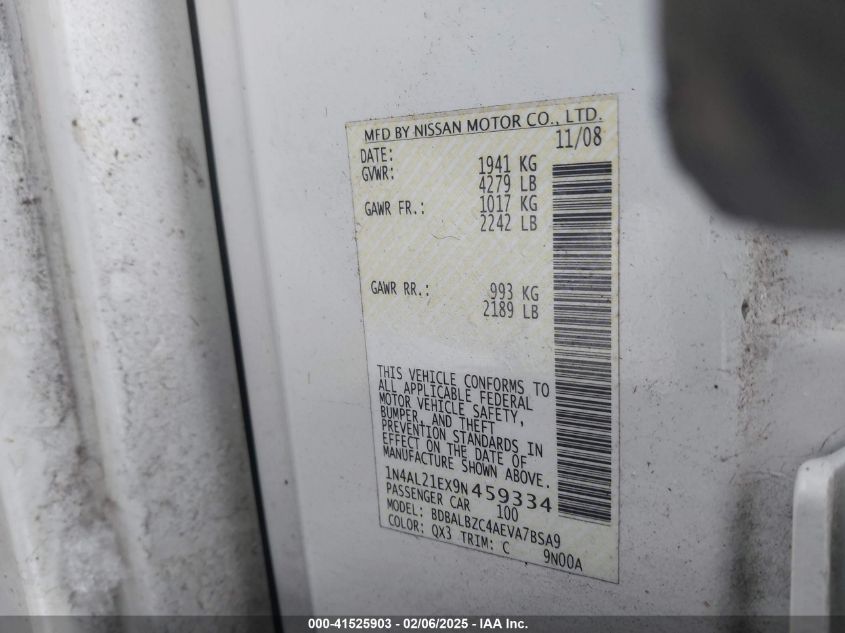 MFD BY NISSAN MOTOR CO., LTD.
DATE: 11/08
GVWR: 1941 KG
4279 LB
GAWR FR.: 1017 KG
2242 LB
GAWR RR.: 993 KG
2189 LB
THIS VEHICLE CONFORMS TO
ALL APPLICABLE FEDERAL
MOTOR VEHICLE SAFETY,
BUMPER, AND THEFT
PREVENTION STANDARDS IN
EFFECT ON THE DATE OF
MANUFACTURE SHOWN ABOVE.
1N4AL21EX9N459334
PASSENGER CAR 100
MODEL: BDBALBZC4AEVA7BSA9
COLOR: QX3 TRIM: C 9N00A
000-41525903 - 02/06/2025 - IAA Inc.